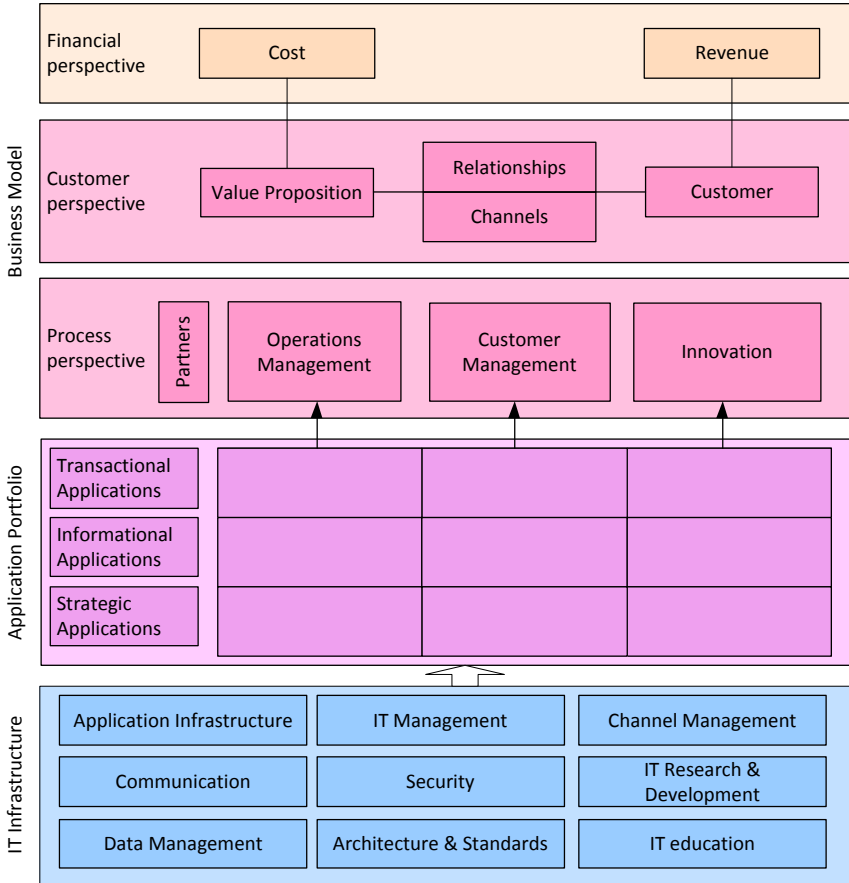 Business Model
Financial
perspective
Cost
Revenue
Customer
perspective
Value Proposition
Relationships
Channels
Customer
Process
perspective
Partners
Operations
Management
Customer
Management
Innovation
Application Portfolio
Transactional
Applications
Informational
Applications
Strategic
Applications
IT Infrastructure
Application Infrastructure
IT Management
Channel Management
Communication
Security
IT Research &
Development
Data Management
Architecture & Standards
IT education